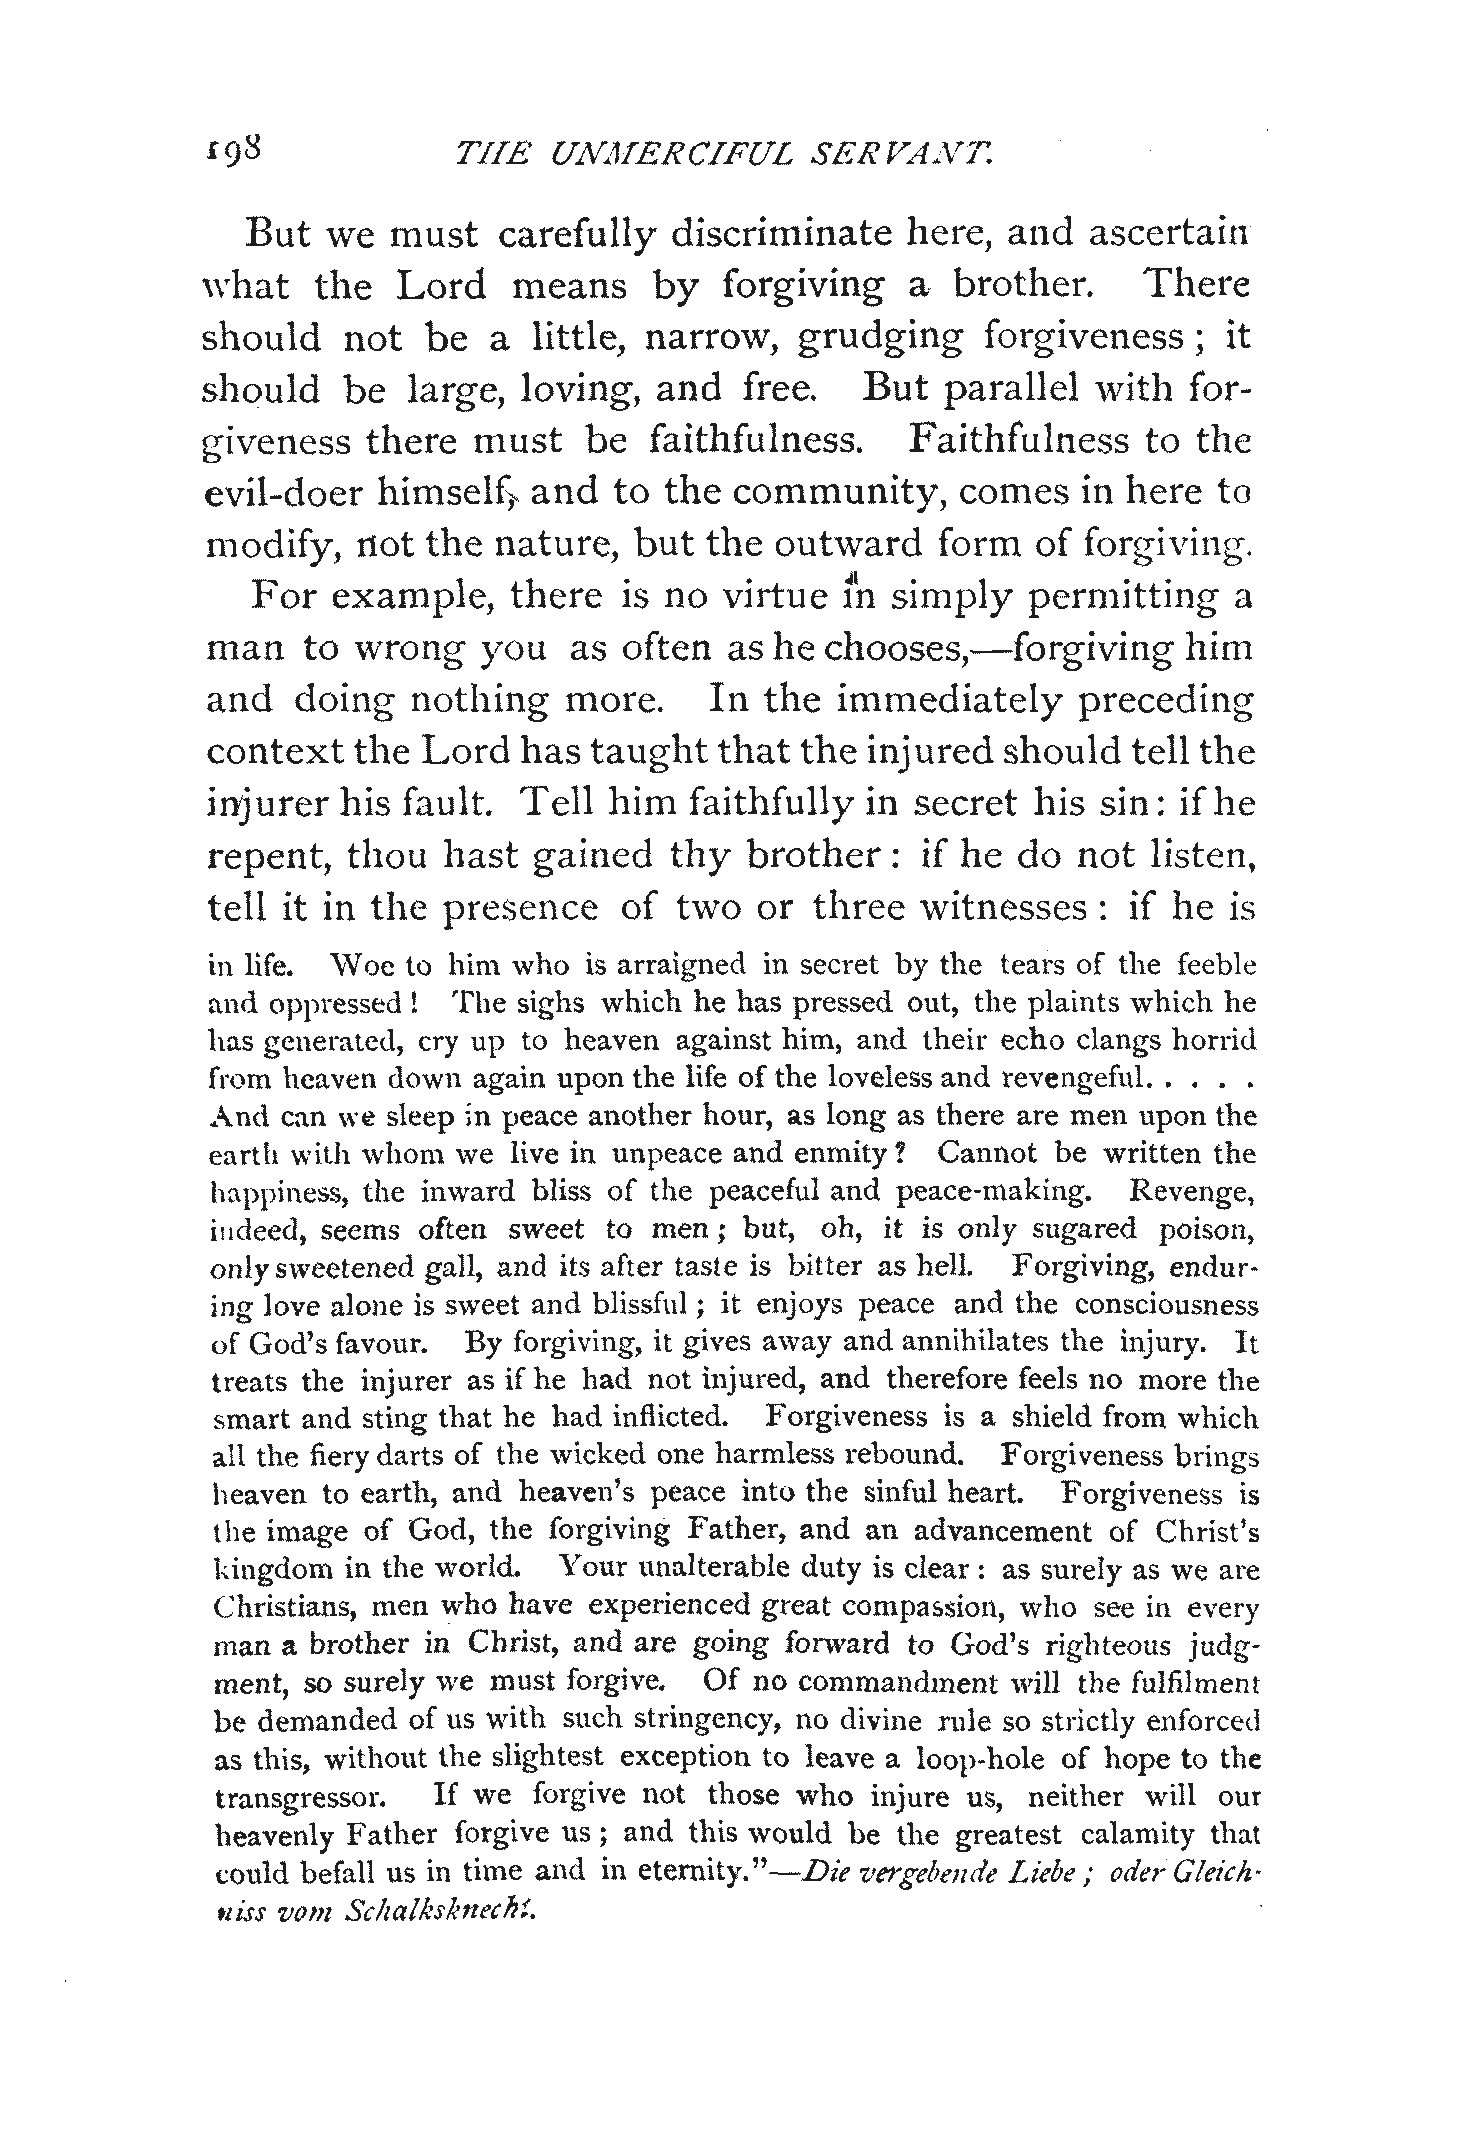 198 THE UNMERCIFUL SERVANT.
But we must carefully discriminate here, and ascertain
what the Lord means by forgiving a brother. There
should not be a little, narrow, grudging forgiveness ; it
should be large, loving, and free. But parallel with for-
giveness there must be faithfulness. Faithfulness to the
evil-doer himself, and to the community, comes in here to
modify, not the nature, but the outward form of forgiving.
For example, there is no virtue in simply permitting a
man to wrong you as often as he chooses,—forgiving him
and doing nothing more. In the immediately preceding
context the Lord has taught that the injured should tell the
injurer his fault. Tell him faithfully in secret his sin : if he
repent, thou hast gained thy brother : if he do not listen,
tell it in the presence of two or three witnesses : if he is
in life. Woe to him who is arraigned in secret by the tears of the feeble
and oppressed ! The sighs which he has pressed out, the plaints which he
has generated, cry up to heaven against him, and their echo clangs horrid
from heaven down again upon the life of the loveless and revengeful. . . . .
And can we sleep in peace another hour, as long as there are men upon the
earth with whom we live in unpeace and enmity ? Cannot be written the
happiness, the inward bliss of the peaceful and peace-making. Revenge,
indeed, seems often sweet to men ; but, oh, it is only sugared poison,
only sweetened gall, and its after taste is bitter as hell. Forgiving, endur-
ing love alone is sweet and blissful ; it enjoys peace and the consciousness
of God's favour. By forgiving, it gives away and annihilates the injury. It
treats the injurer as if he had not injured, and therefore feels no more the
smart and sting that he had inflicted. Forgiveness is a shield from which
all the fiery darts of the wicked one harmless rebound. Forgiveness brings
heaven to earth, and heaven's peace into the sinful heart. Forgiveness is
the image of God, the forgiving Father, and an advancement of Christ's
kingdom in the world. Your unalterable duty is clear : as surely as we are
Christians, men who have experienced great compassion, who see in every
man a brother in Christ, and are going forward to God's righteous judg-
ment, so surely we must forgive. Of no commandment will the fulfilment
be demanded of us with such stringency, no divine rule so strictly enforced
as this, without the slightest exception to leave a loop-hole of hope to the
transgressor. If we forgive not those who injure us, neither will our
heavenly Father forgive us ; and this would be the greatest calamity that
could befall us in time and in eternity."—Die vergebende Liebe ; oder Gleich-
niss vom Schalksknecht.